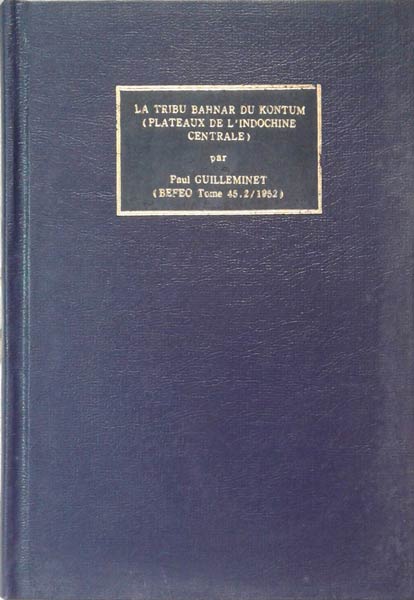 LA TRIBU BAHNAR DU KONTUM
(PLATEAUX DE L'INDOCHINE
CENTRALE)
par
Paul GUILLEMINET
(BEFEO Tome 45.2/1952)